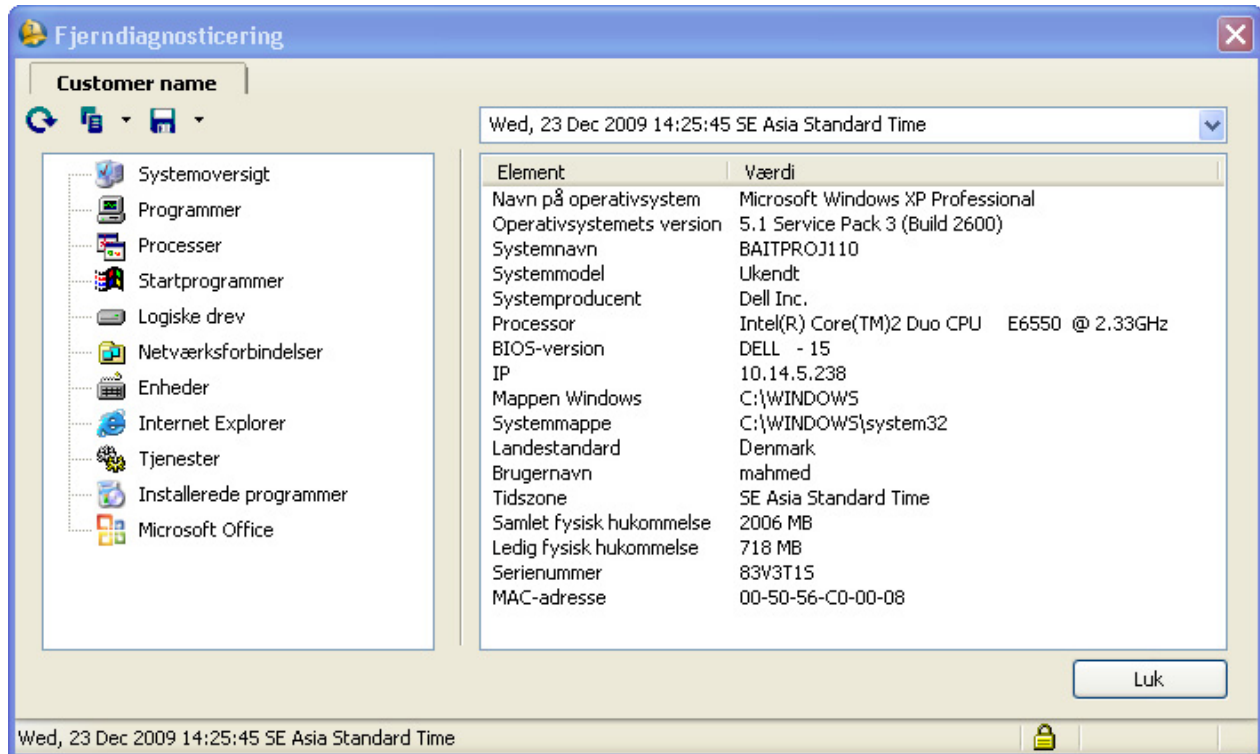 Fjerndiagnosticering
Customer name
Wed, 23 Dec 2009 14:25:45 SE Asia Standard Time
Systemoversigt
Programmer
Processer
Startprogrammer
Logiske drev
Netværksforbindelser
Enheder
Internet Explorer
Tjenester
Installerede programmer
Microsoft Office
Element Værdi
Navn på operativsystem Microsoft Windows XP Professional
Operativsystemets version 5.1 Service Pack 3 (Build 2600)
Systemnavn BAITPROJ110
Systemmodel Ukendt
Systemproducent Dell Inc.
Processor Intel(R) Core(TM)2 Duo CPU E6550 @ 2.33GHz
BIOS-version DELL - 15
IP 10.14.5.238
Mappen Windows C:\WINDOWS
Systemmappe C:\WINDOWS\system32
Landestandard Denmark
Brugernavn mahmed
Tidszone SE Asia Standard Time
Samlet fysisk hukommelse 2006 MB
Ledig fysisk hukommelse 718 MB
Serienummer 83V3T1S
MAC-adresse 00-50-56-C0-00-08
Luk
Wed, 23 Dec 2009 14:25:45 SE Asia Standard Time